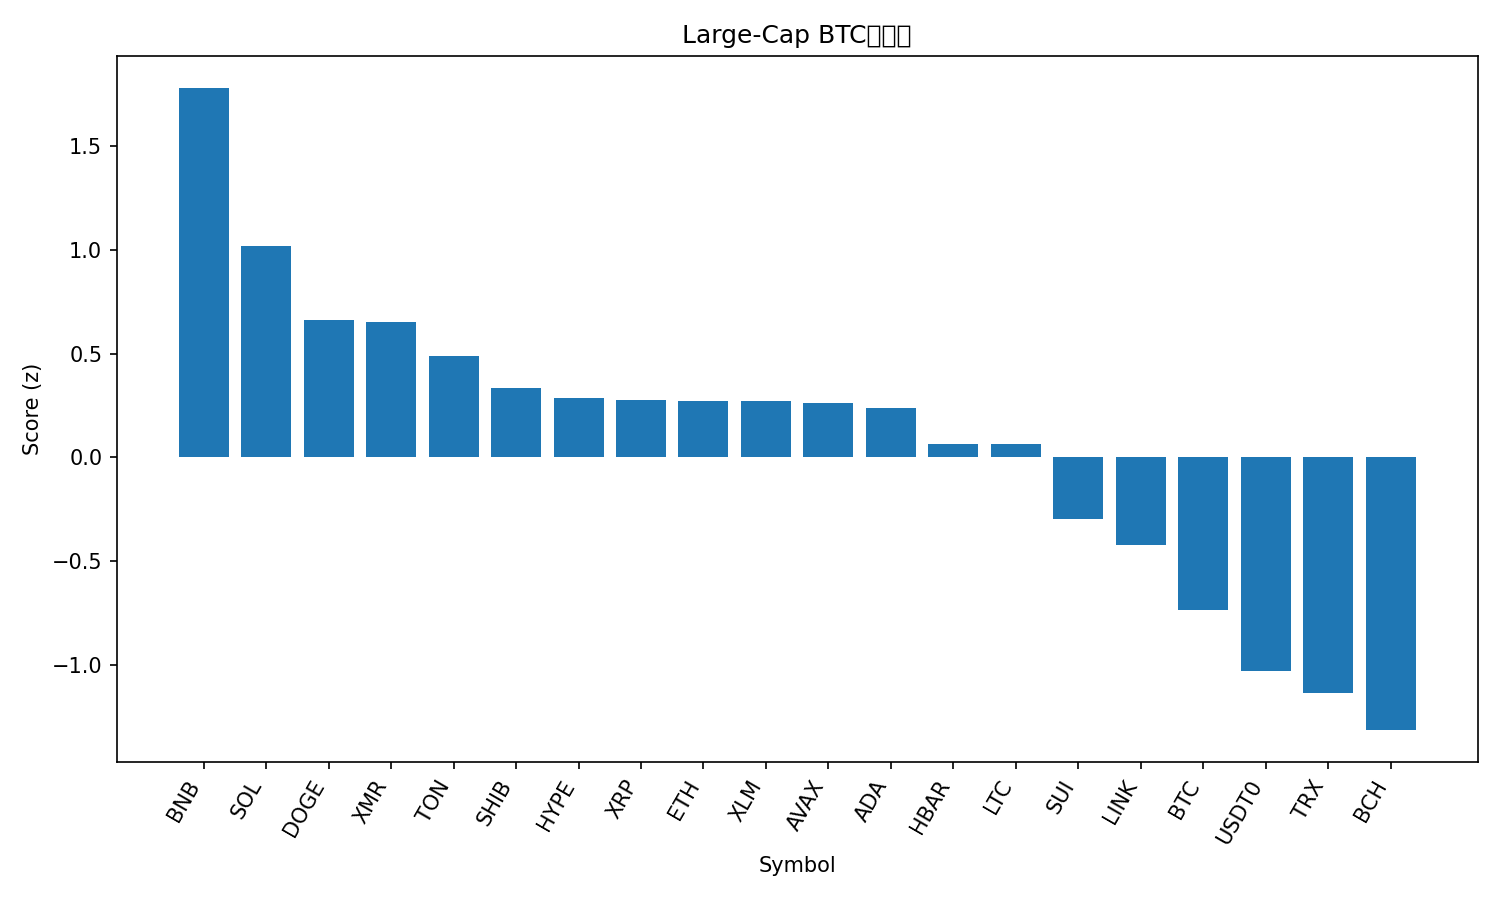 Large-Cap BTC
Score (z)
1.5
1.0
0.5
0.0
−0.5
−1.0
BNB
SOL
DOGE
XMR
TON
SHIB
HYPE
XRP
ETH
XLM
AVAX
ADA
HBAR
LTC
SUI
LINK
BTC
USDT0
TRX
BCH
Symbol